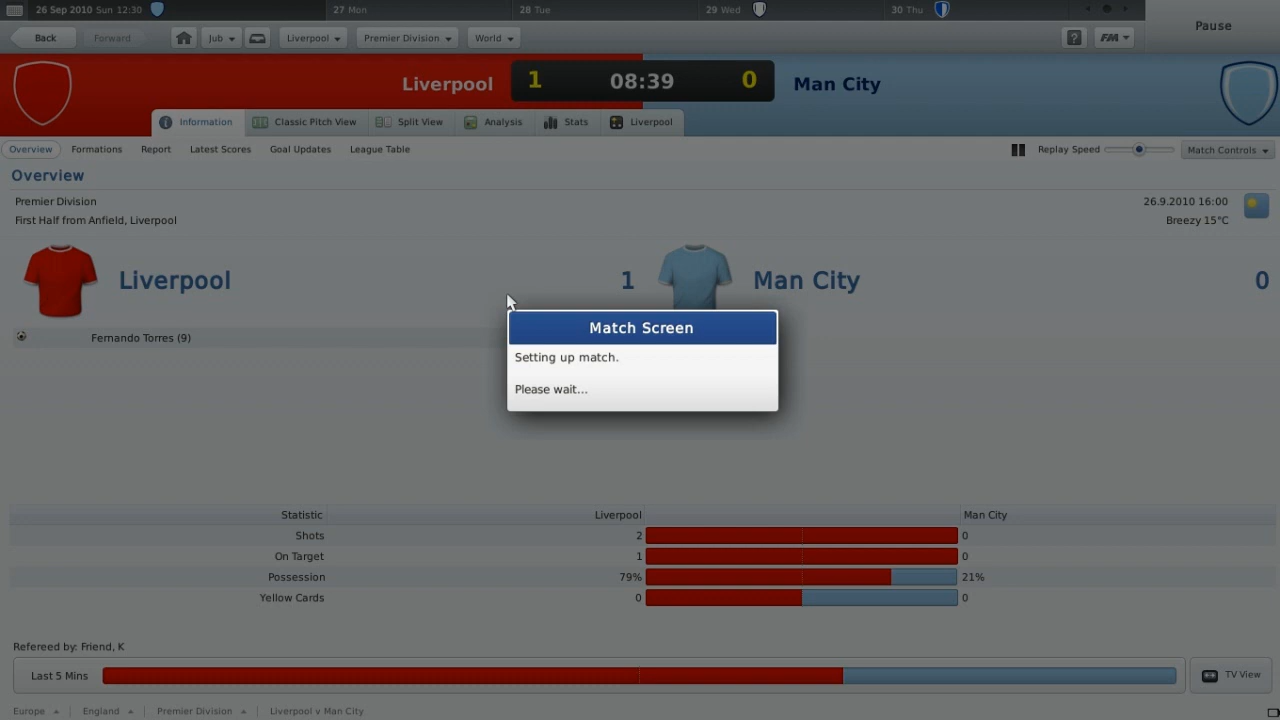 26 Sep 2010 Sun 12:30 27 Mon 28 Tue 29 Wed 30 Thu
Pause
Back Forward Jub Liverpool Premier Division World ? FM
Liverpool 1 08:39 0 Man City
Information Classic Pitch View Split View Analysis Stats Liverpool
Overview Formations Report Latest Scores Goal Updates League Table Replay Speed Match Controls
Overview
Premier Division 26.9.2010 16:00
First Half from Anfield, Liverpool Breezy 15°C
Liverpool 1 Man City 0
Match Screen
Fernando Torres (9)
Setting up match.
Please wait...
Statistic Liverpool Man City
Shots 2 0
On Target 1 0
Possession 79% 21%
Yellow Cards 0 0
Refereed by: Friend, K
Last 5 Mins TV View
Europe England Premier Division Liverpool v Man City